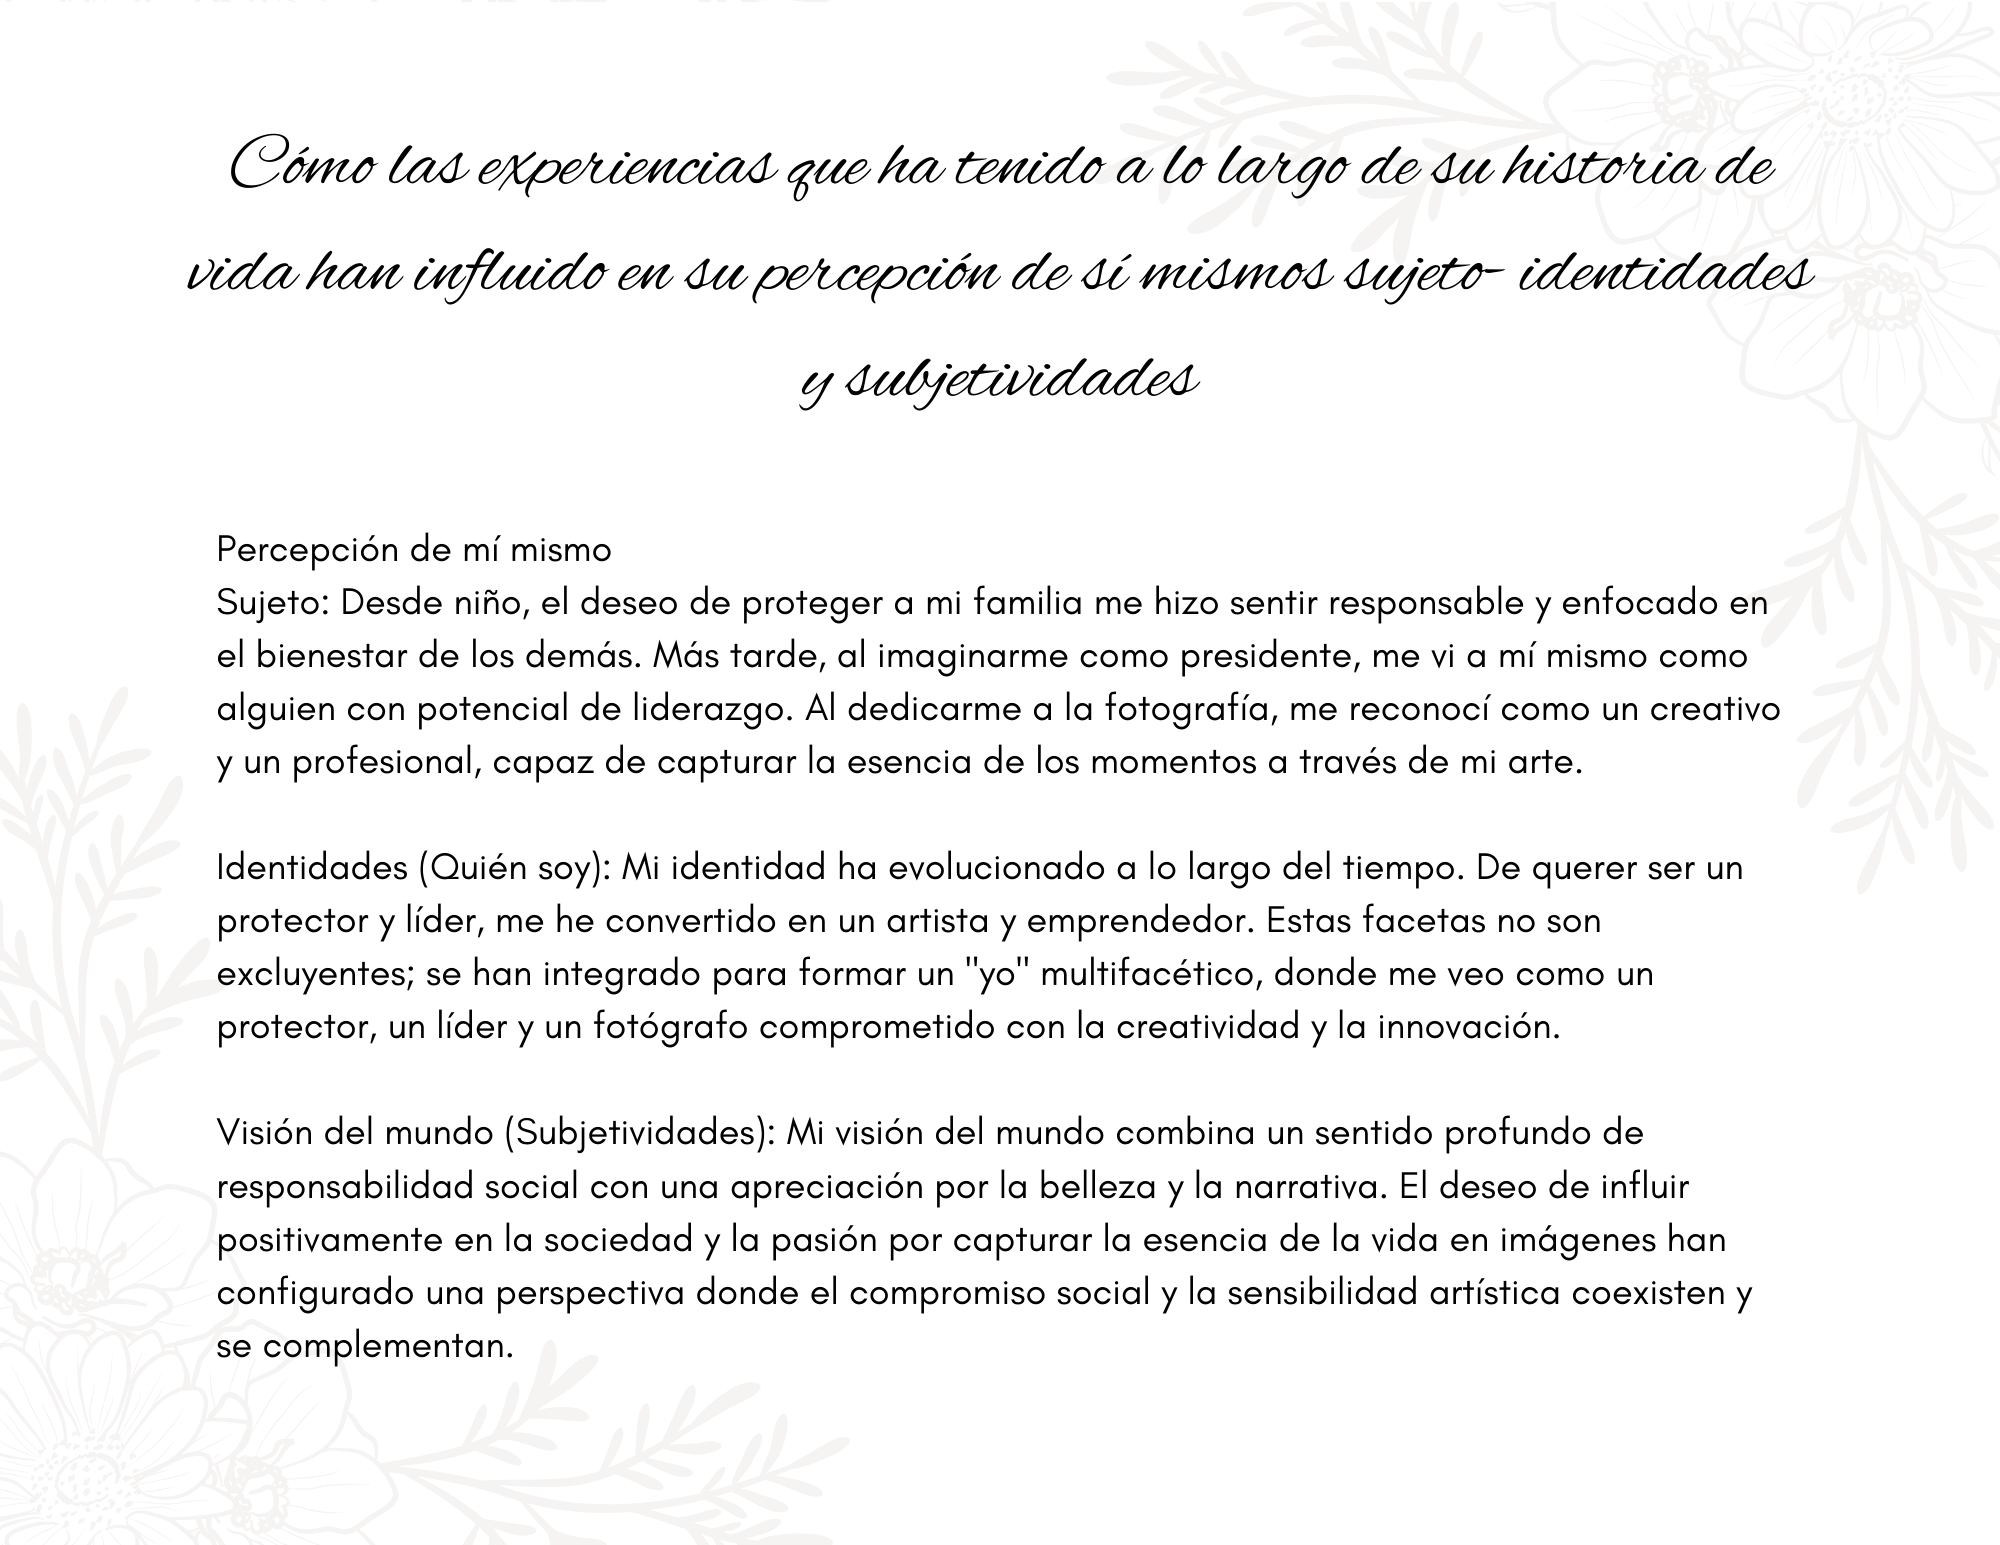 Cómo las experiencias que ha tenido a lo largo de su historia de
vida han influido en su percepción de sí mismos sujeto- identidades
y subjetividades
Percepción de mí mismo
Sujeto: Desde niño, el deseo de proteger a mi familia me hizo sentir responsable y enfocado en
el bienestar de los demás. Más tarde, al imaginarme como presidente, me vi a mí mismo como
alguien con potencial de liderazgo. Al dedicarme a la fotografía, me reconocí como un creativo
y un profesional, capaz de capturar la esencia de los momentos a través de mi arte.
Identidades (Quién soy): Mi identidad ha evolucionado a lo largo del tiempo. De querer ser un
protector y líder, me he convertido en un artista y emprendedor. Estas facetas no son
excluyentes; se han integrado para formar un "yo" multifacético, donde me veo como un
protector, un líder y un fotógrafo comprometido con la creatividad y la innovación.
Visión del mundo (Subjetividades): Mi visión del mundo combina un sentido profundo de
responsabilidad social con una apreciación por la belleza y la narrativa. El deseo de influir
positivamente en la sociedad y la pasión por capturar la esencia de la vida en imágenes han
configurado una perspectiva donde el compromiso social y la sensibilidad artística coexisten y
se complementan.